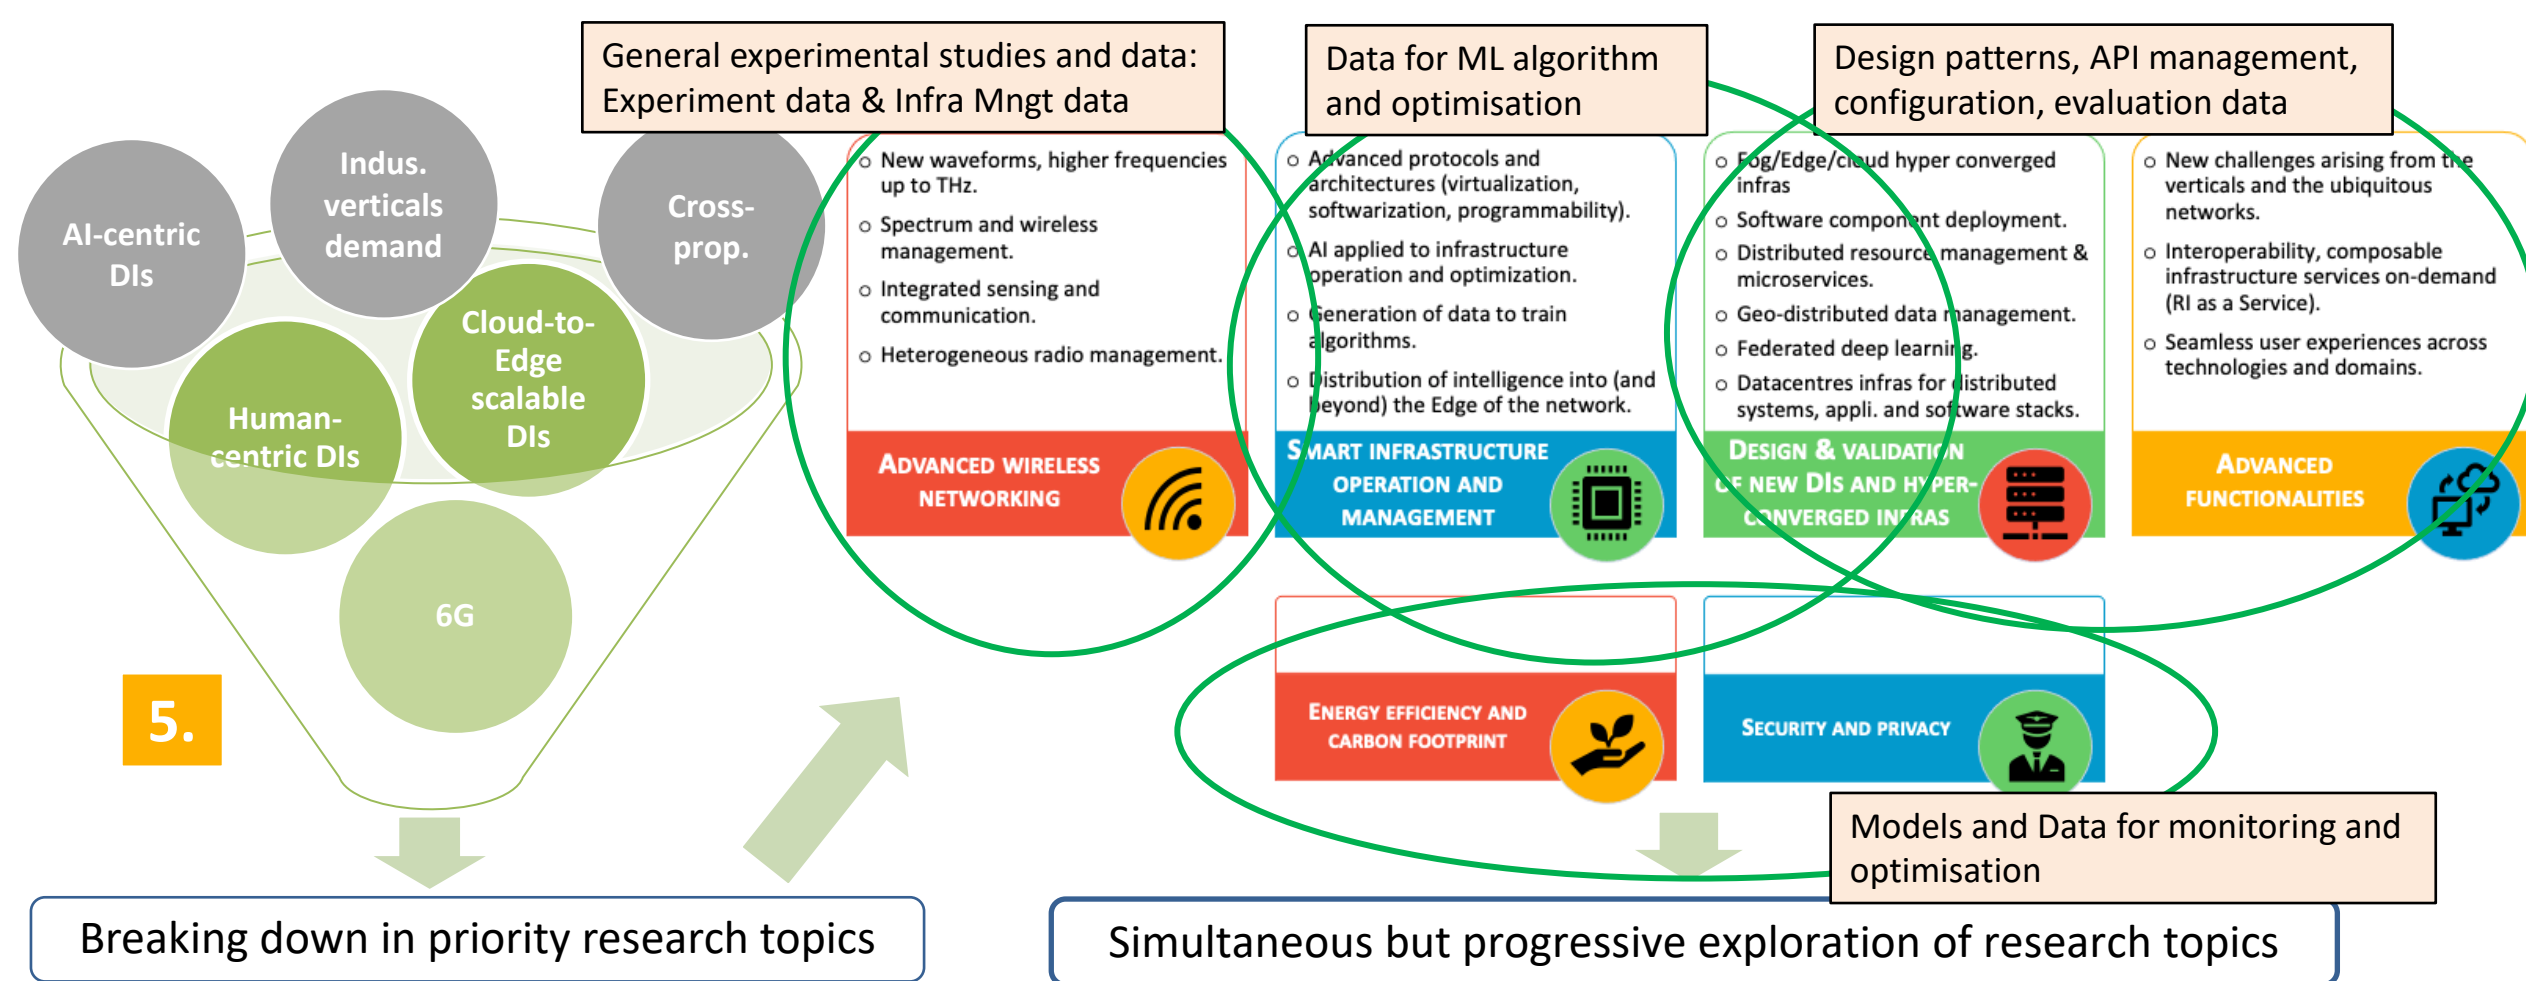 General experimental studies and data:
Experiment data & Infra Mngt data
Data for ML algorithm
and optimisation
Design patterns, API management,
configuration, evaluation data
AI-centric
DIs
Indus.
verticals
demand
Cross-
prop.
Human-
centric DIs
Cloud-to-
Edge
scalable
DIs
6G
5.
Breaking down in priority research topics
o New waveforms, higher frequencies
up to THz.
o Spectrum and wireless
management.
o Integrated sensing and
communication.
o Heterogeneous radio management.
ADVANCED WIRELESS
NETWORKING
o Advanced protocols and
architectures (virtualization,
softwarization, programmability).
o AI applied to infrastructure
operation and optimization.
o Generation of data to train
algorithms.
o Distribution of intelligence into (and
beyond) the Edge of the network.
SMART INFRASTRUCTURE
OPERATION AND
MANAGEMENT
o Fog/Edge/cloud hyper converged
infras
o Software component deployment.
o Distributed resource management &
microservices.
o Geo-distributed data management.
o Federated deep learning.
o Datacentres infras for distributed
systems, appli. and software stacks.
DESIGN & VALIDATION
OF NEW DIS AND HYPER-
CONVERGED INFRAS
o New challenges arising from the
verticals and the ubiquitous
networks.
o Interoperability, composable
infrastructure services on-demand
(RI as a Service).
o Seamless user experiences across
technologies and domains.
ADVANCED
FUNCTIONALITIES
ENERGY EFFICIENCY AND
CARBON FOOTPRINT
SECURITY AND PRIVACY
Models and Data for monitoring and
optimisation
Simultaneous but progressive exploration of research topics